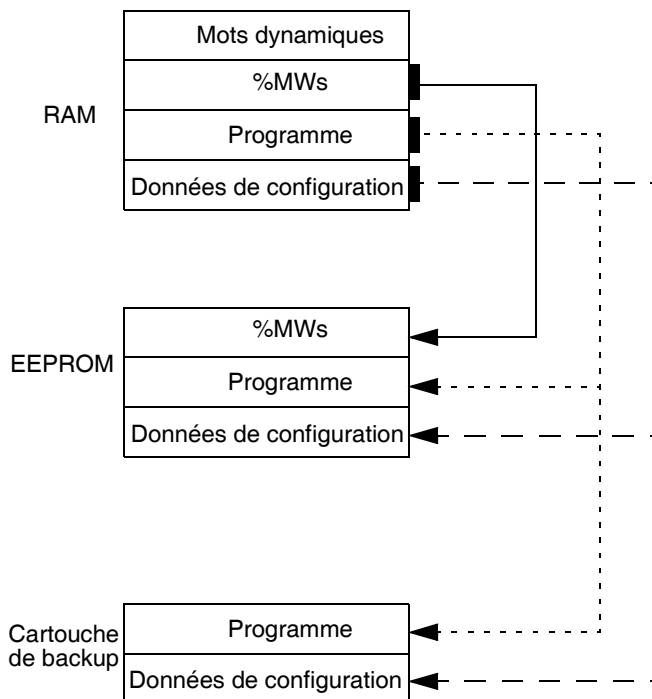 Mots dynamiques
%MWs
RAM
Programme
Données de configuration
%MWs
EEPROM
Programme
Données de configuration
Programme
Cartouche
de backup
Données de configuration